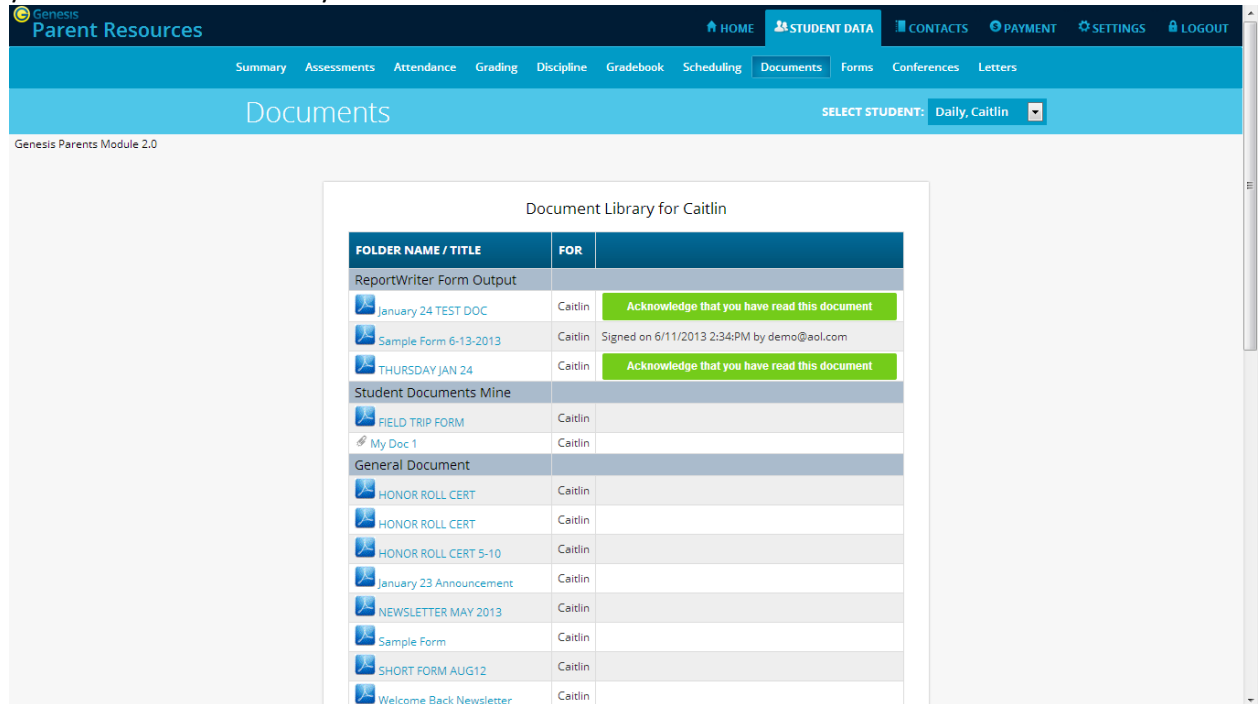 Genesis
Parent Resources
HOME STUDENT DATA CONTACTS PAYMENT SETTINGS LOGOUT
Summary Assessments Attendance Grading Discipline Gradebook Scheduling Documents Forms Conferences Letters
Documents SELECT STUDENT: Daily, Caitlin
Genesis Parents Module 2.0
Document Library for Caitlin
FOLDER NAME / TITLE FOR
ReportWriter Form Output
January 24 TEST DOC Caitlin Acknowledge that you have read this document
Sample Form 6-13-2013 Caitlin Signed on 6/11/2013 2:34:PM by demo@aol.com
THURSDAY JAN 24 Caitlin Acknowledge that you have read this document
Student Documents Mine
FIELD TRIP FORM Caitlin
My Doc 1 Caitlin
General Document
HONOR ROLL CERT Caitlin
HONOR ROLL CERT Caitlin
HONOR ROLL CERT 5-10 Caitlin
January 23 Announcement Caitlin
NEWSLETTER MAY 2013 Caitlin
Sample Form Caitlin
SHORT FORM AUG12 Caitlin
Welcome Back Newsletter Caitlin